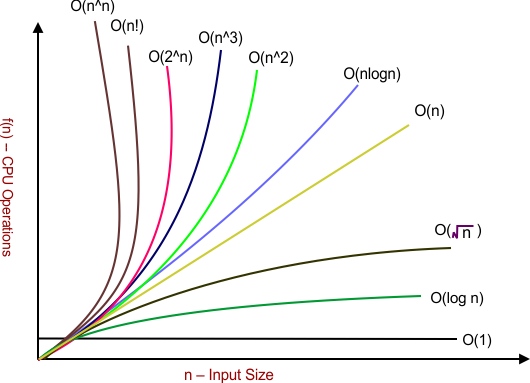 O(n^n)
O(n!)
O(2^n)
O(n^3)
O(n^2)
O(nlogn)
O(n)
O(√n)
O(log n)
O(1)
f(n) – CPU Operations
n – Input Size